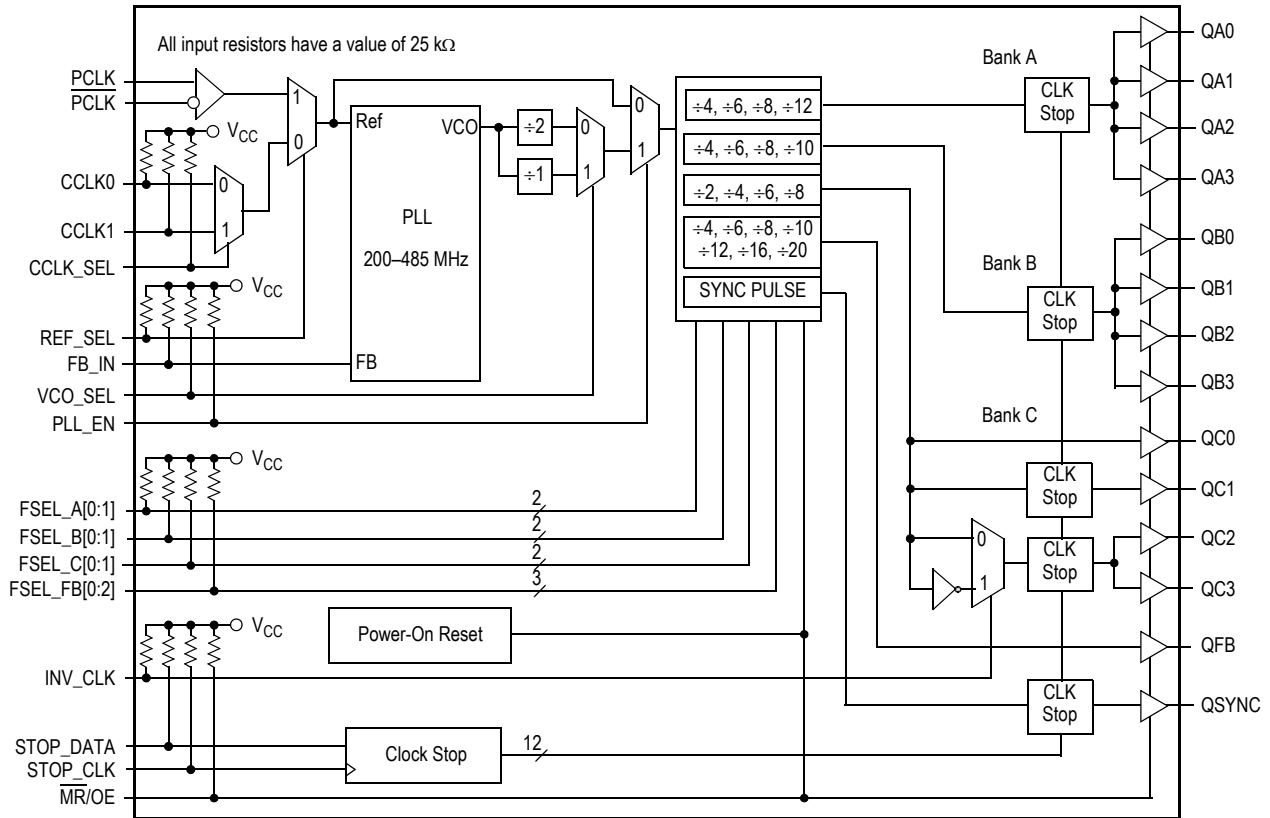 All input resistors have a value of 25 kΩ
PCLK
PCLK
1
0
VCC
CCLK0
0
CCLK1
1
CCLK_SEL
VCC
REF_SEL
FB_IN
VCO_SEL
PLL_EN
Ref
VCO
PLL
200–485 MHz
FB
÷2
÷1
0
1
0
1
÷4, ÷6, ÷8, ÷12
÷4, ÷6, ÷8, ÷10
÷2, ÷4, ÷6, ÷8
÷4, ÷6, ÷8, ÷10
÷12, ÷16, ÷20
SYNC PULSE
Bank A
CLK
Stop
QA0
QA1
QA2
QA3
Bank B
CLK
Stop
QB0
QB1
QB2
QB3
Bank C
QC0
CLK
Stop
QC1
0
1
CLK
Stop
QC2
QC3
QFB
CLK
Stop
QSYNC
VCC
FSEL_A[0:1]
2
FSEL_B[0:1]
2
FSEL_C[0:1]
2
FSEL_FB[0:2]
3
VCC
Power-On Reset
INV_CLK
STOP_DATA
STOP_CLK
Clock Stop
12
MR/OE